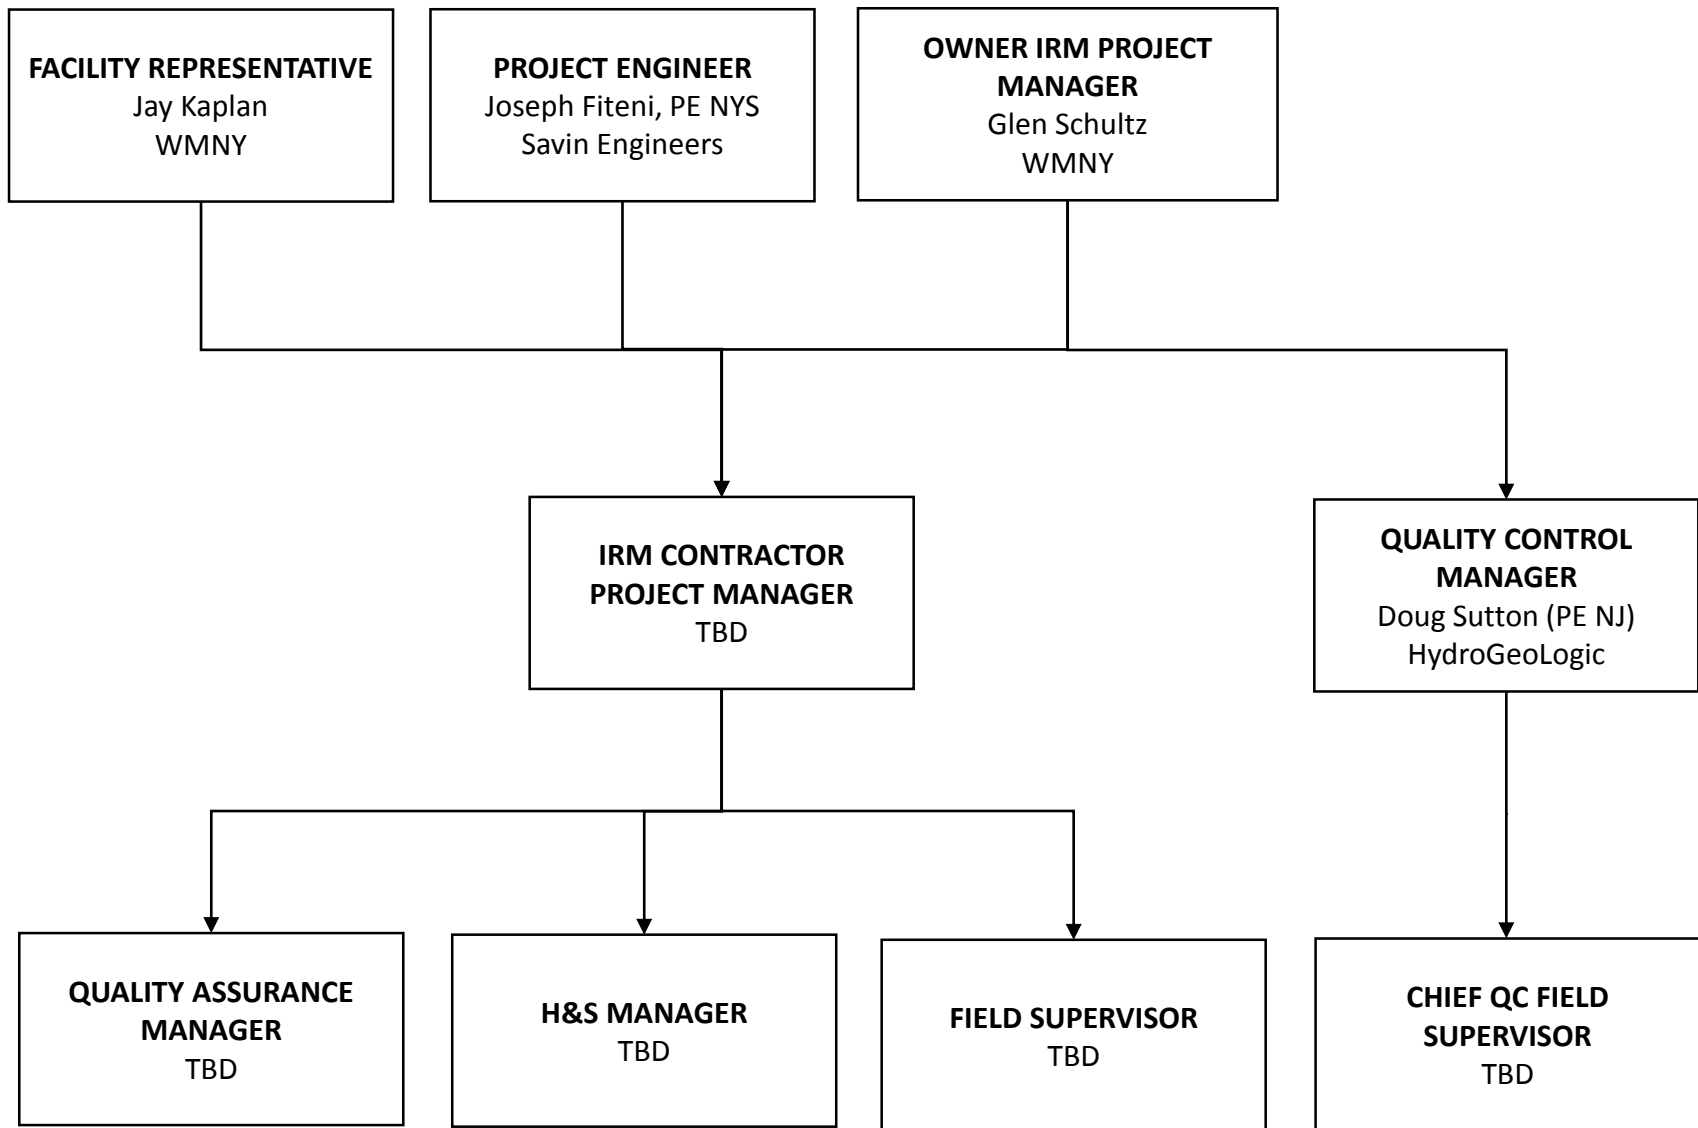 FACILITY REPRESENTATIVE
Jay Kaplan
WMNY
PROJECT ENGINEER
Joseph Fiteni, PE NYS
Savin Engineers
OWNER IRM PROJECT
MANAGER
Glen Schultz
WMNY
IRM CONTRACTOR
PROJECT MANAGER
TBD
QUALITY CONTROL
MANAGER
Doug Sutton (PE NJ)
HydroGeoLogic
QUALITY ASSURANCE
MANAGER
TBD
H&S MANAGER
TBD
FIELD SUPERVISOR
TBD
CHIEF QC FIELD
SUPERVISOR
TBD